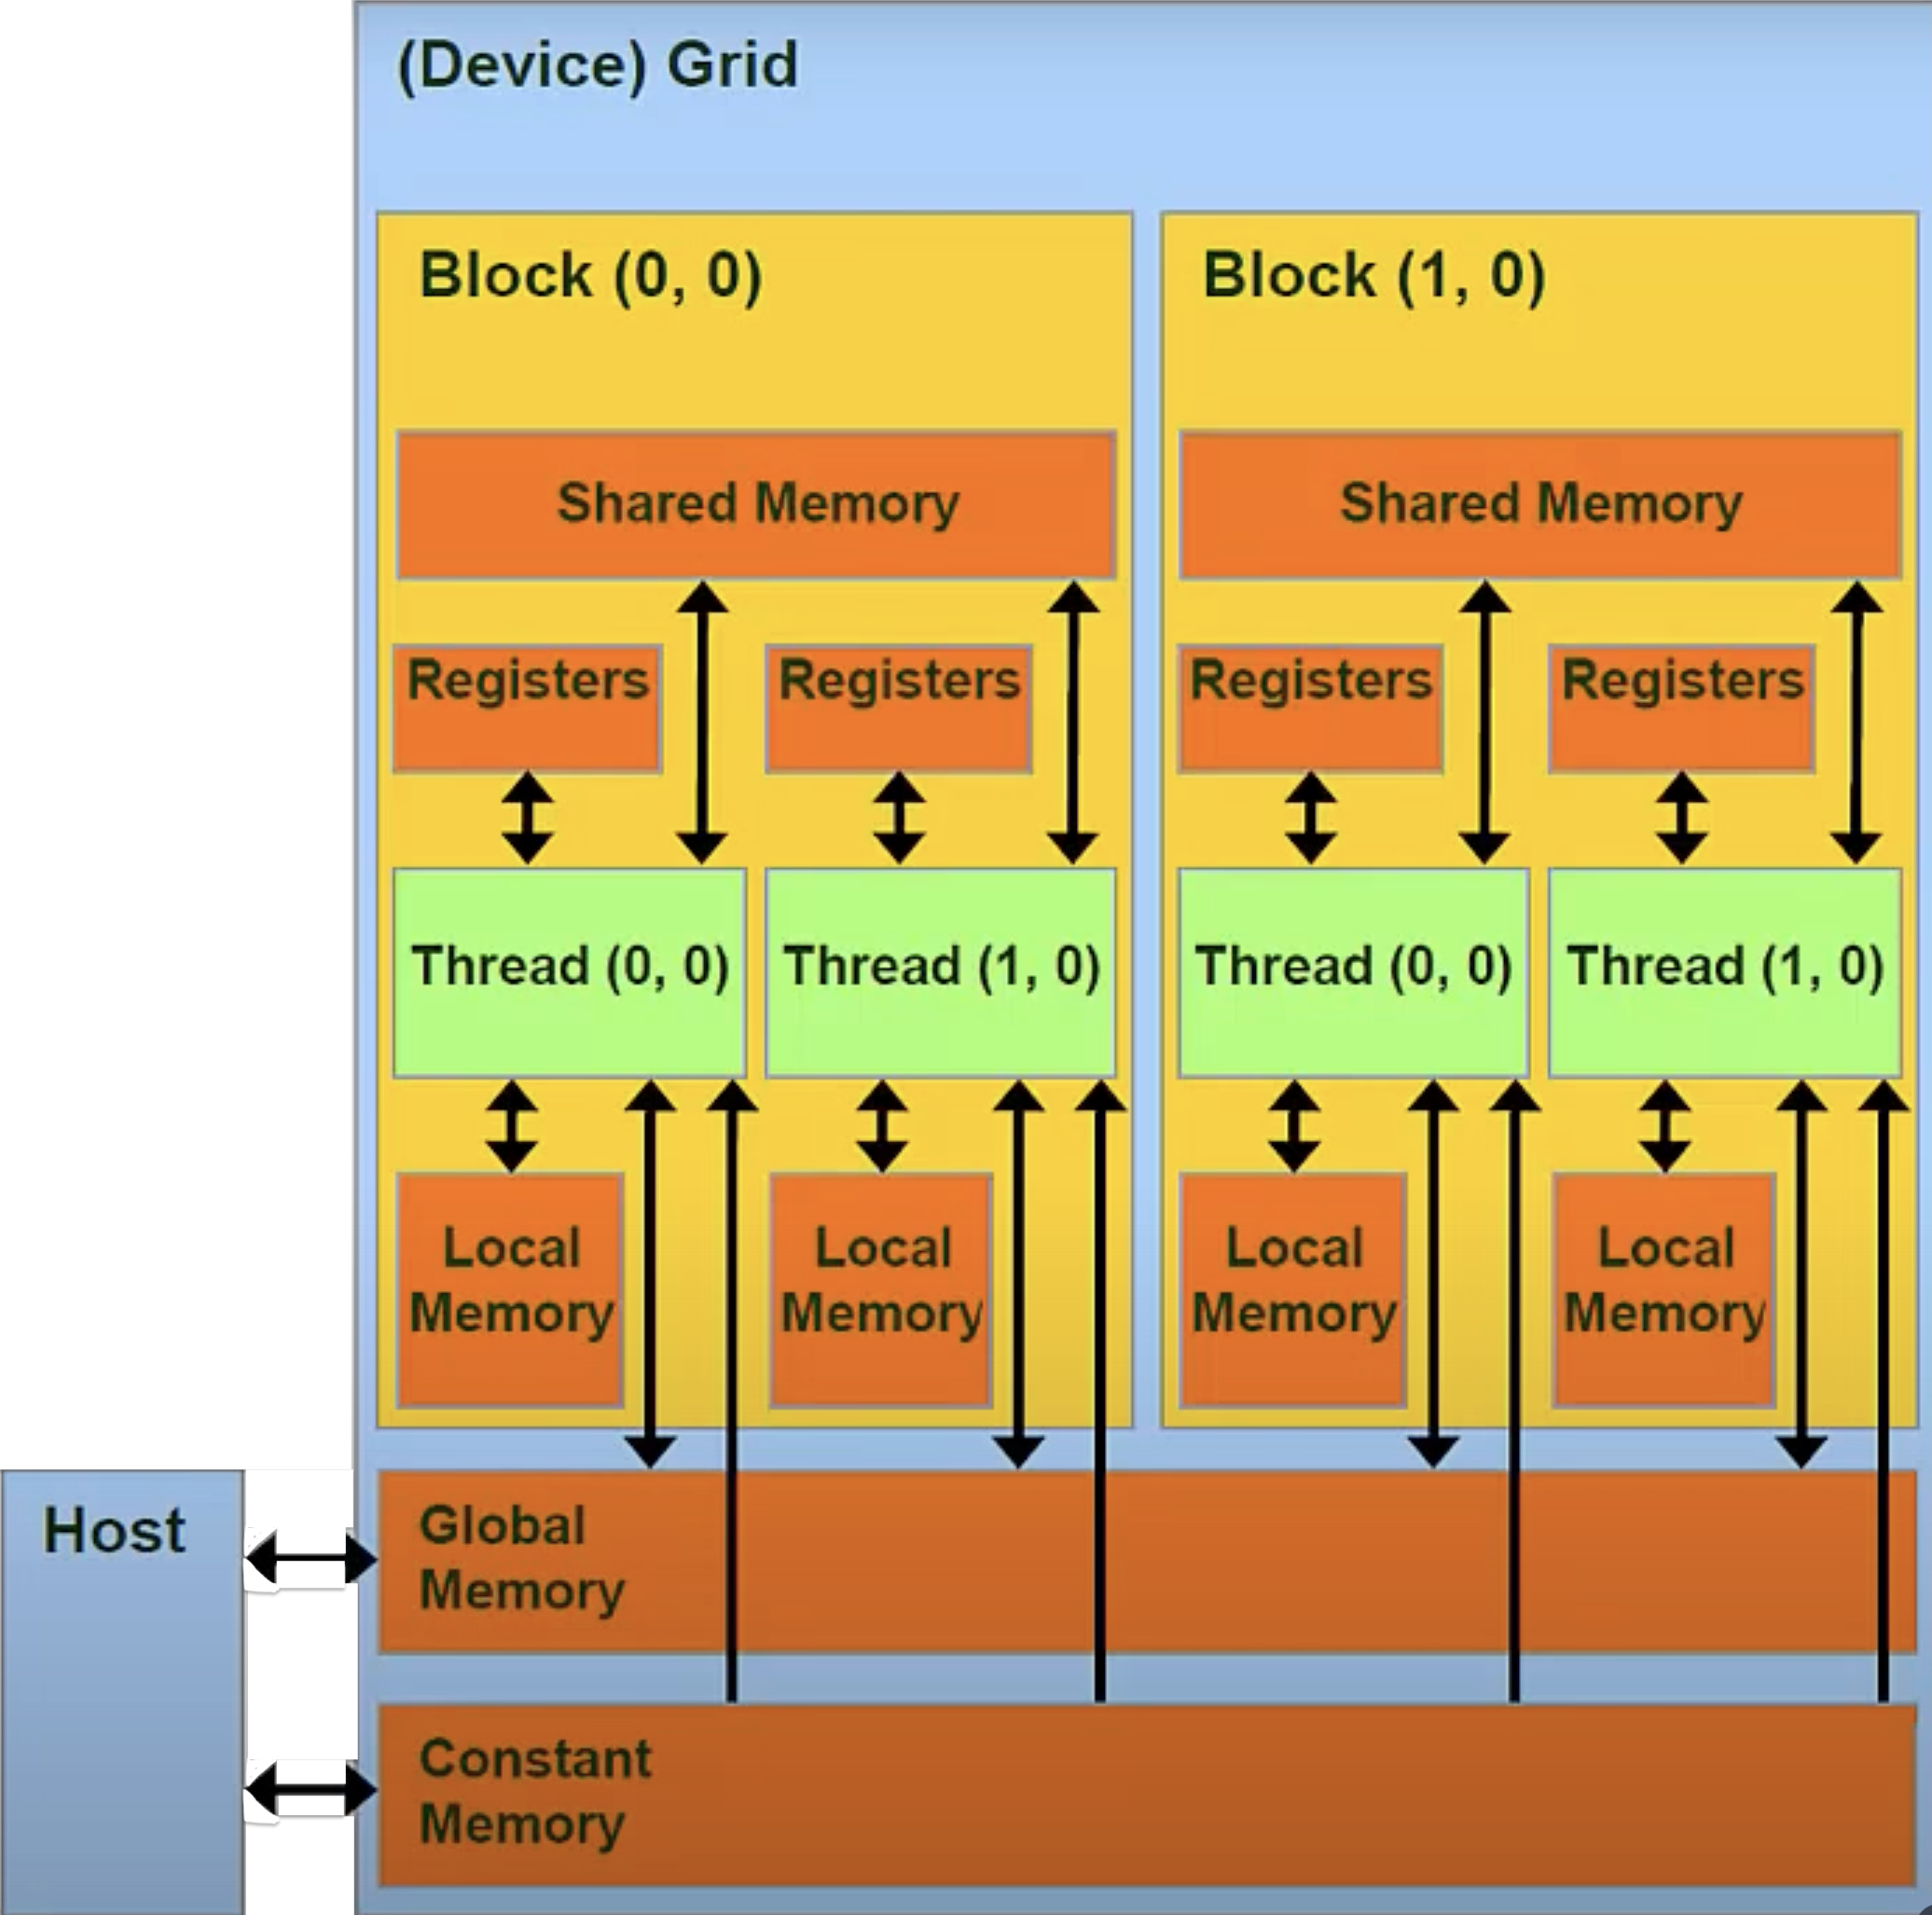 (Device) Grid
Block (0, 0)
Block (1, 0)
Shared Memory
Shared Memory
Registers
Registers
Registers
Registers
Thread (0, 0)
Thread (1, 0)
Thread (0, 0)
Thread (1, 0)
Local
Memory
Local
Memory
Local
Memory
Local
Memory
Host
Global
Memory
Constant
Memory